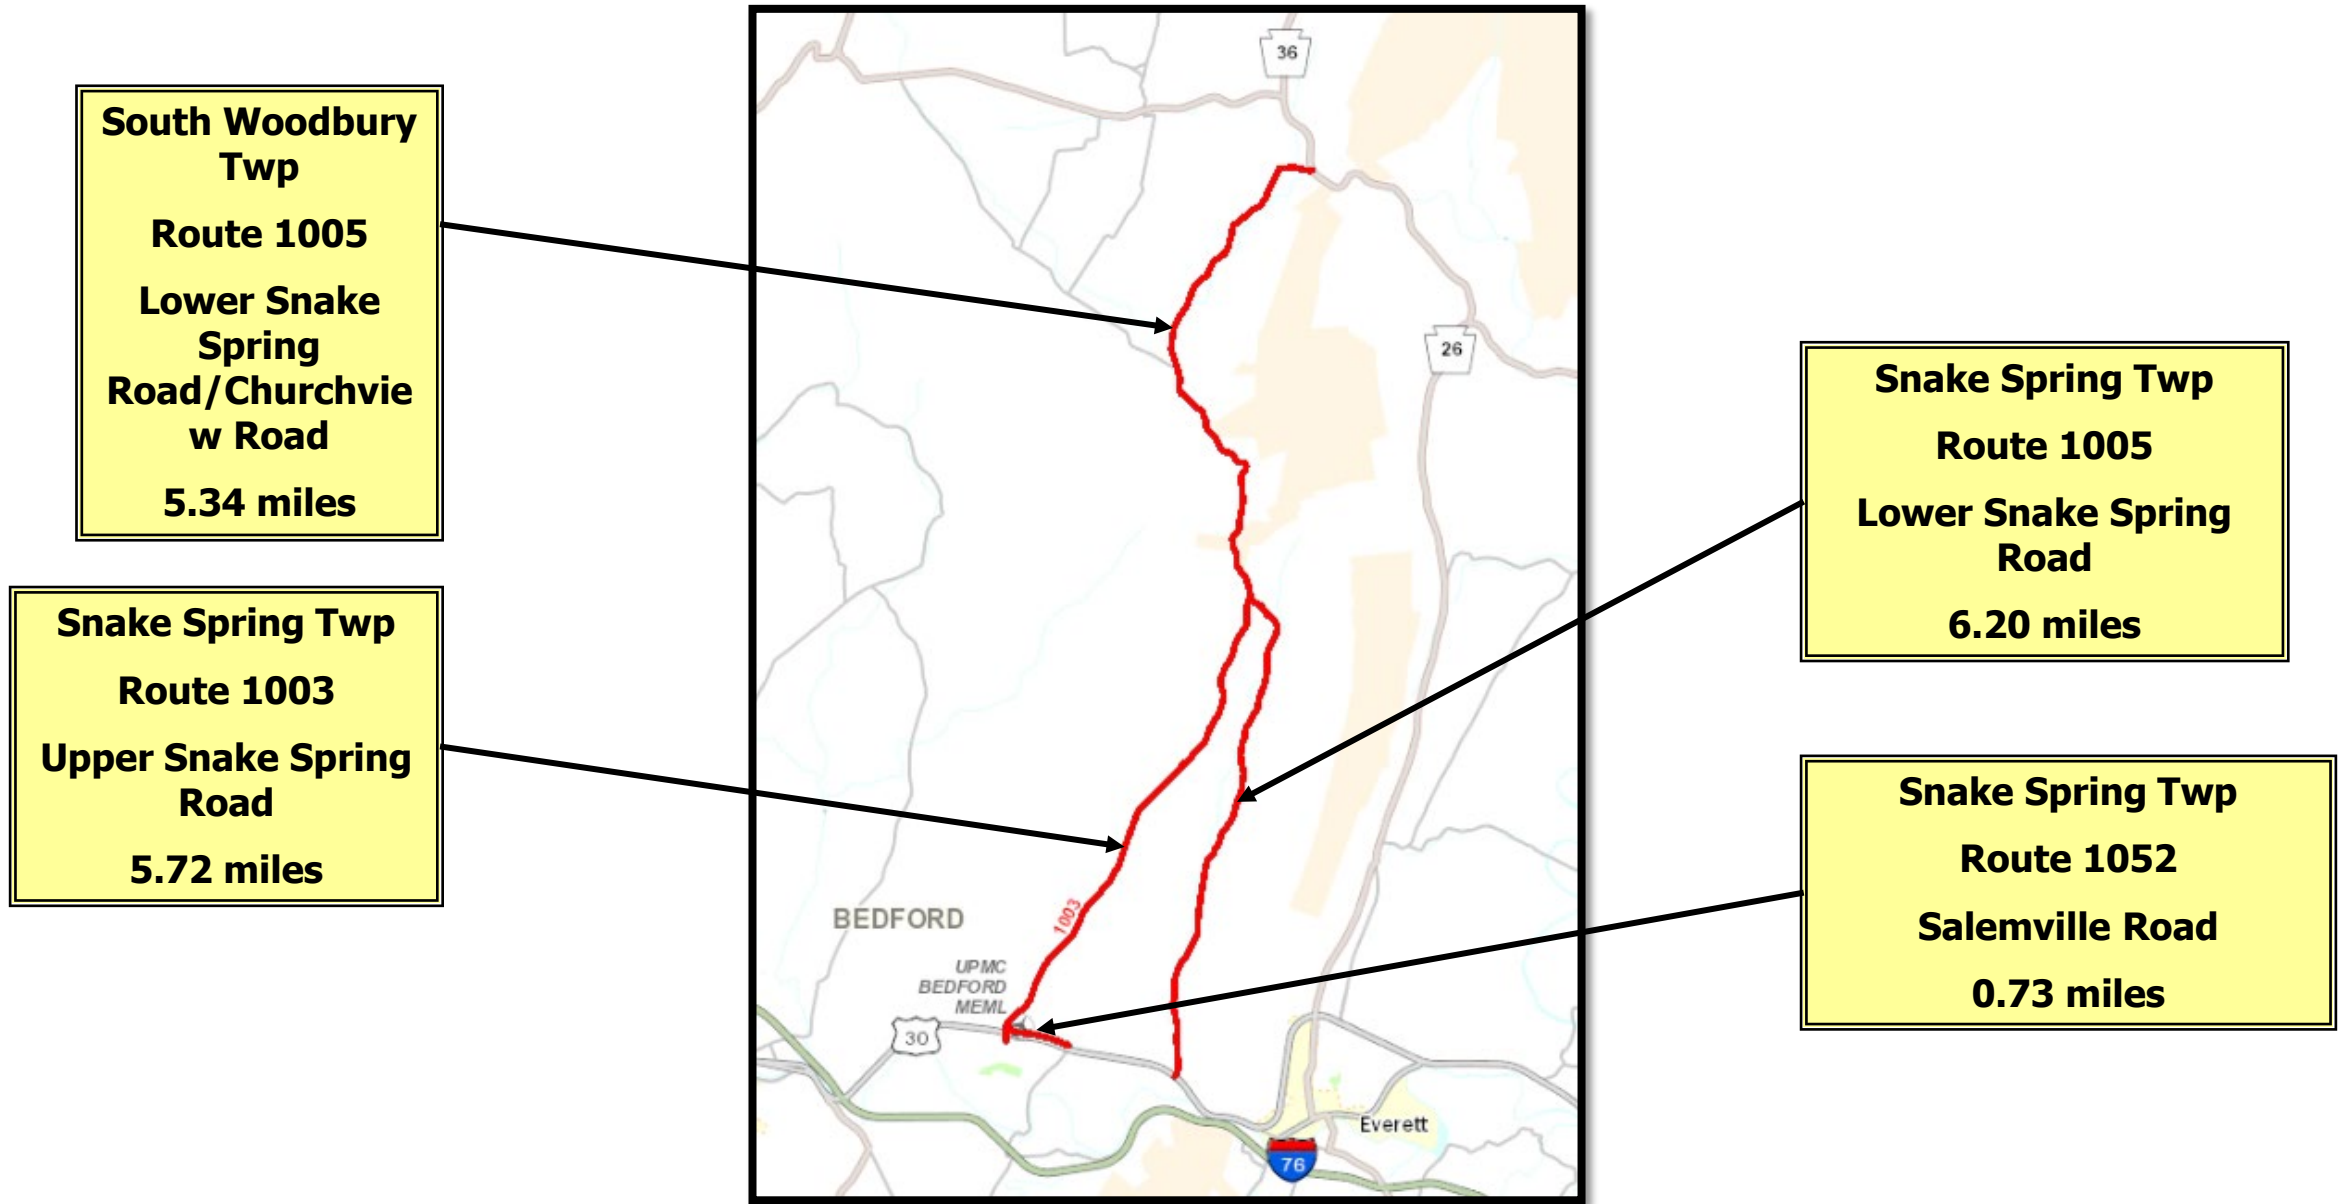 South Woodbury
Twp
Route 1005
Lower Snake
Spring
Road/Churchvie
w Road
5.34 miles
Snake Spring Twp
Route 1003
Upper Snake Spring
Road
5.72 miles
36
26
1003
BEDFORD
UPMC
BEDFORD
MEML
30
Everett
76
Snake Spring Twp
Route 1005
Lower Snake Spring
Road
6.20 miles
Snake Spring Twp
Route 1052
Salemville Road
0.73 miles